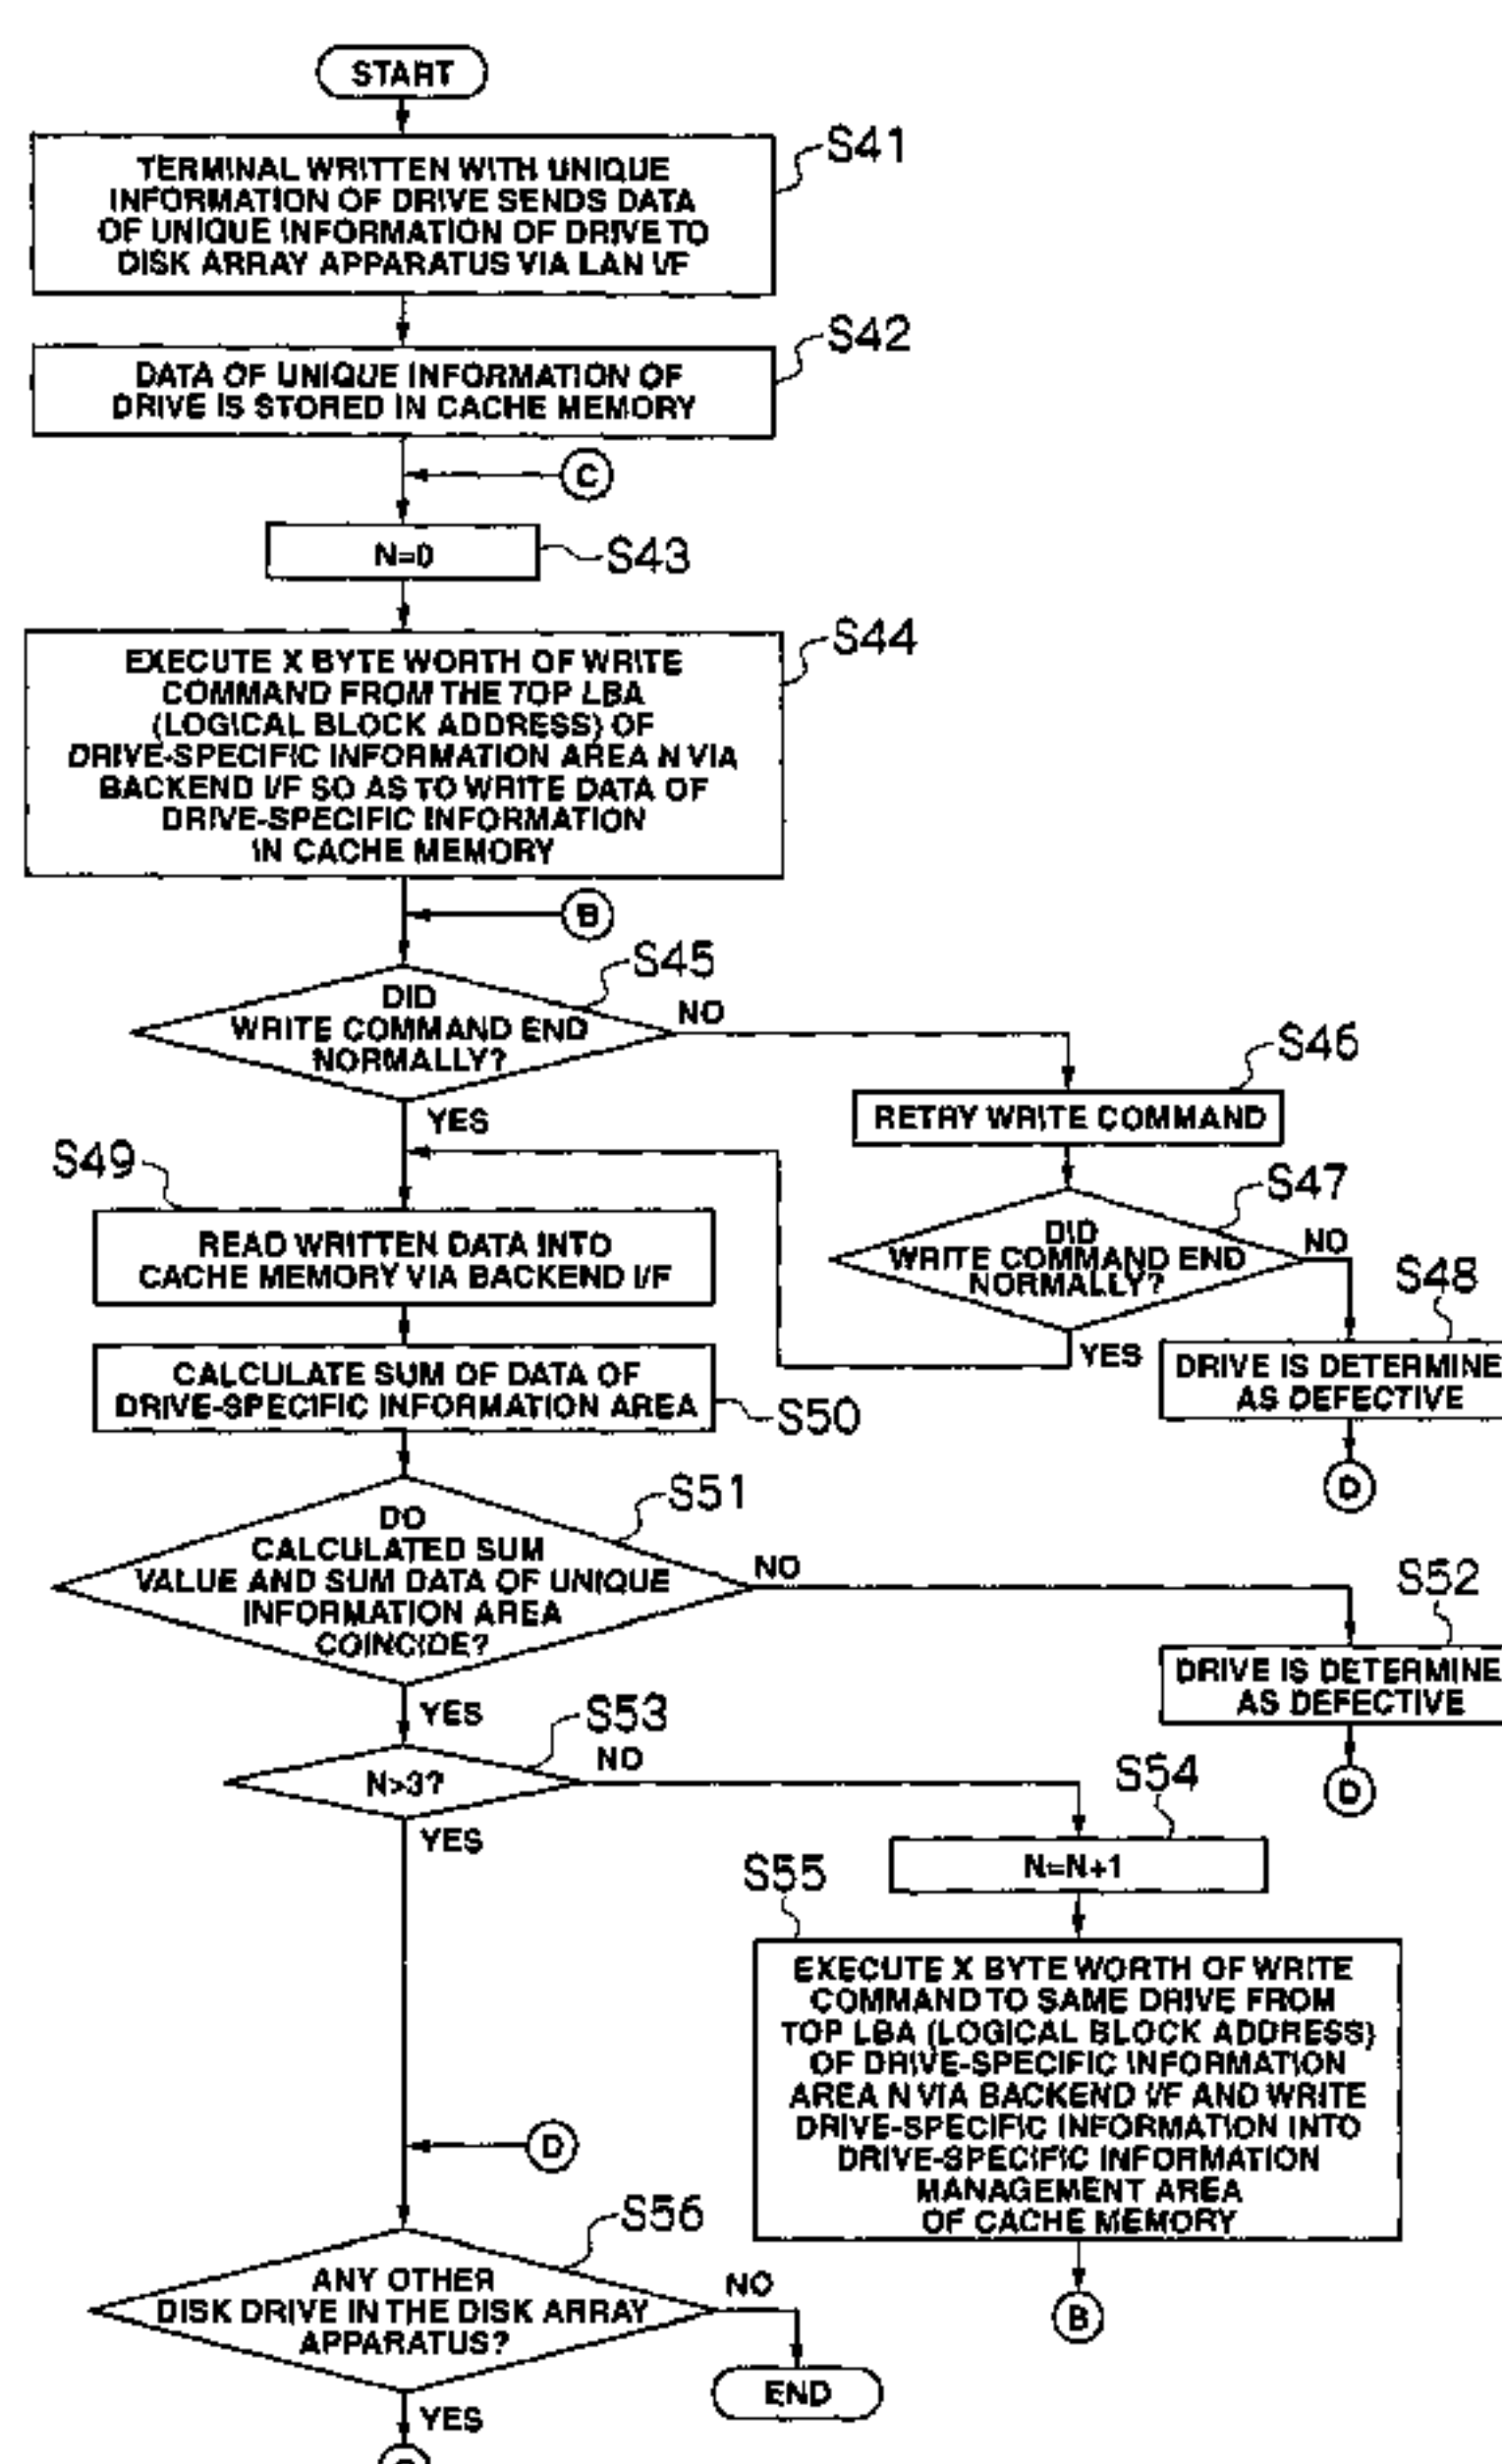 START
S41
TERMINAL WRITTEN WITH UNIQUE
INFORMATION OF DRIVE SENDS DATA
OF UNIQUE INFORMATION OF DRIVE TO
DISK ARRAY APPARATUS VIA LAN I/F
S42
DATA OF UNIQUE INFORMATION OF
DRIVE IS STORED IN CACHE MEMORY
C
N=0
S43
S44
EXECUTE X BYTE WORTH OF WRITE
COMMAND FROM THE TOP LBA
(LOGICAL BLOCK ADDRESS) OF
DRIVE-SPECIFIC INFORMATION AREA N VIA
BACKEND I/F SO AS TO WRITE DATA OF
DRIVE-SPECIFIC INFORMATION
IN CACHE MEMORY
B
S45
DID
WRITE COMMAND END
NORMALLY?
NO
YES
S46
RETRY WRITE COMMAND
S47
DID
WRITE COMMAND END
NORMALLY?
NO
YES
S48
DRIVE IS DETERMINE
AS DEFECTIVE
D
S49
READ WRITTEN DATA INTO
CACHE MEMORY VIA BACKEND I/F
CALCULATE SUM OF DATA OF
DRIVE-SPECIFIC INFORMATION AREA
S50
S51
DO
CALCULATED SUM
VALUE AND SUM DATA OF UNIQUE
INFORMATION AREA
COINCIDE?
NO
YES
S52
DRIVE IS DETERMINE
AS DEFECTIVE
D
S53
N>3?
NO
YES
S54
N=N+1
S55
EXECUTE X BYTE WORTH OF WRITE
COMMAND TO SAME DRIVE FROM
TOP LBA (LOGICAL BLOCK ADDRESS)
OF DRIVE-SPECIFIC INFORMATION
AREA N VIA BACKEND I/F AND WRITE
DRIVE-SPECIFIC INFORMATION INTO
DRIVE-SPECIFIC INFORMATION
MANAGEMENT AREA
OF CACHE MEMORY
B
D
S56
ANY OTHER
DISK DRIVE IN THE DISK ARRAY
APPARATUS?
NO
END
YES